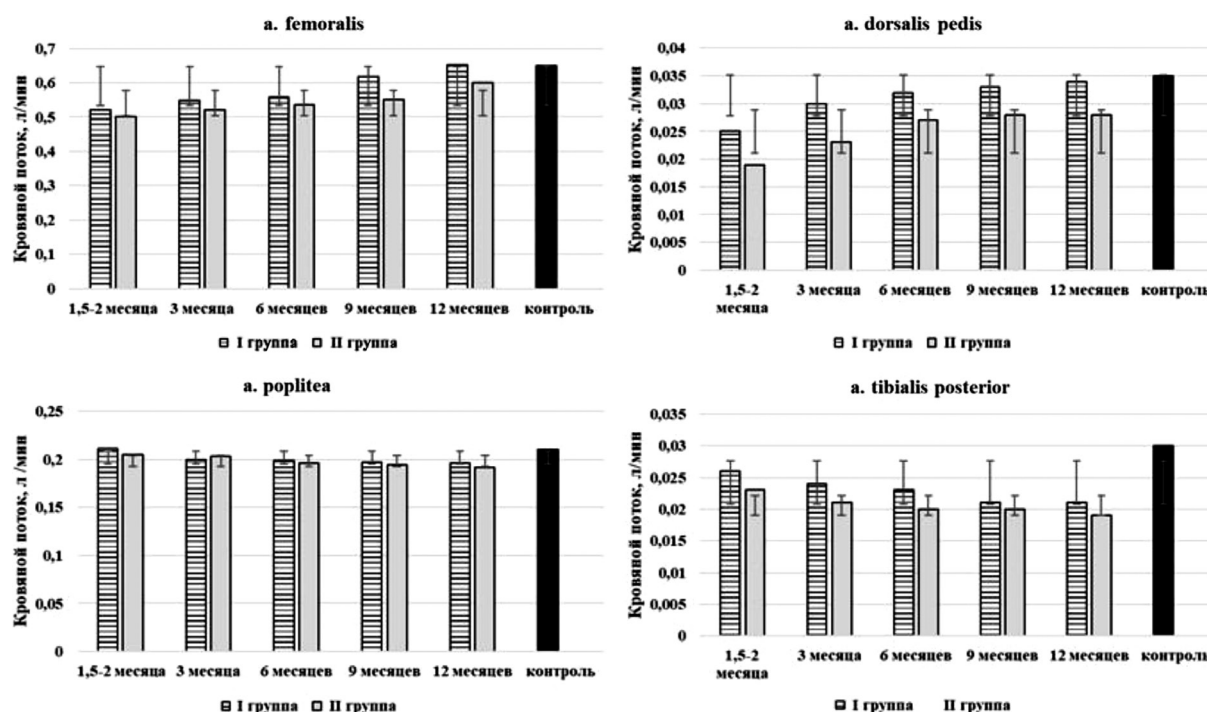 a. femoralis
Кровяной поток, л/мин
0,7
0,6
0,5
0,4
0,3
0,2
0,1
0
1,5-2 месяца 3 месяца 6 месяцев 9 месяцев 12 месяцев контроль
I группа II группа
a. dorsalis pedis
Кровяной поток, л/мин
0,04
0,035
0,03
0,025
0,02
0,015
0,01
0,005
0
1,5-2 3 месяца 6 месяцев 9 месяцев 12 месяцев контроль
месяца
I группа II группа
a. poplitea
Кровяной поток, л /мин
0,25
0,2
0,15
0,1
0,05
0
1,5-2 месяца 3 месяца 6 месяцев 9 месяцев 12 месяцев контроль
I группа II группа
a. tibialis posterior
Кровяной поток, л/мин
0,035
0,03
0,025
0,02
0,015
0,01
0,005
0
1,5-2 3 месяца 6 месяцев 9 месяцев 12 месяцев контроль
месяца
I группа II группа